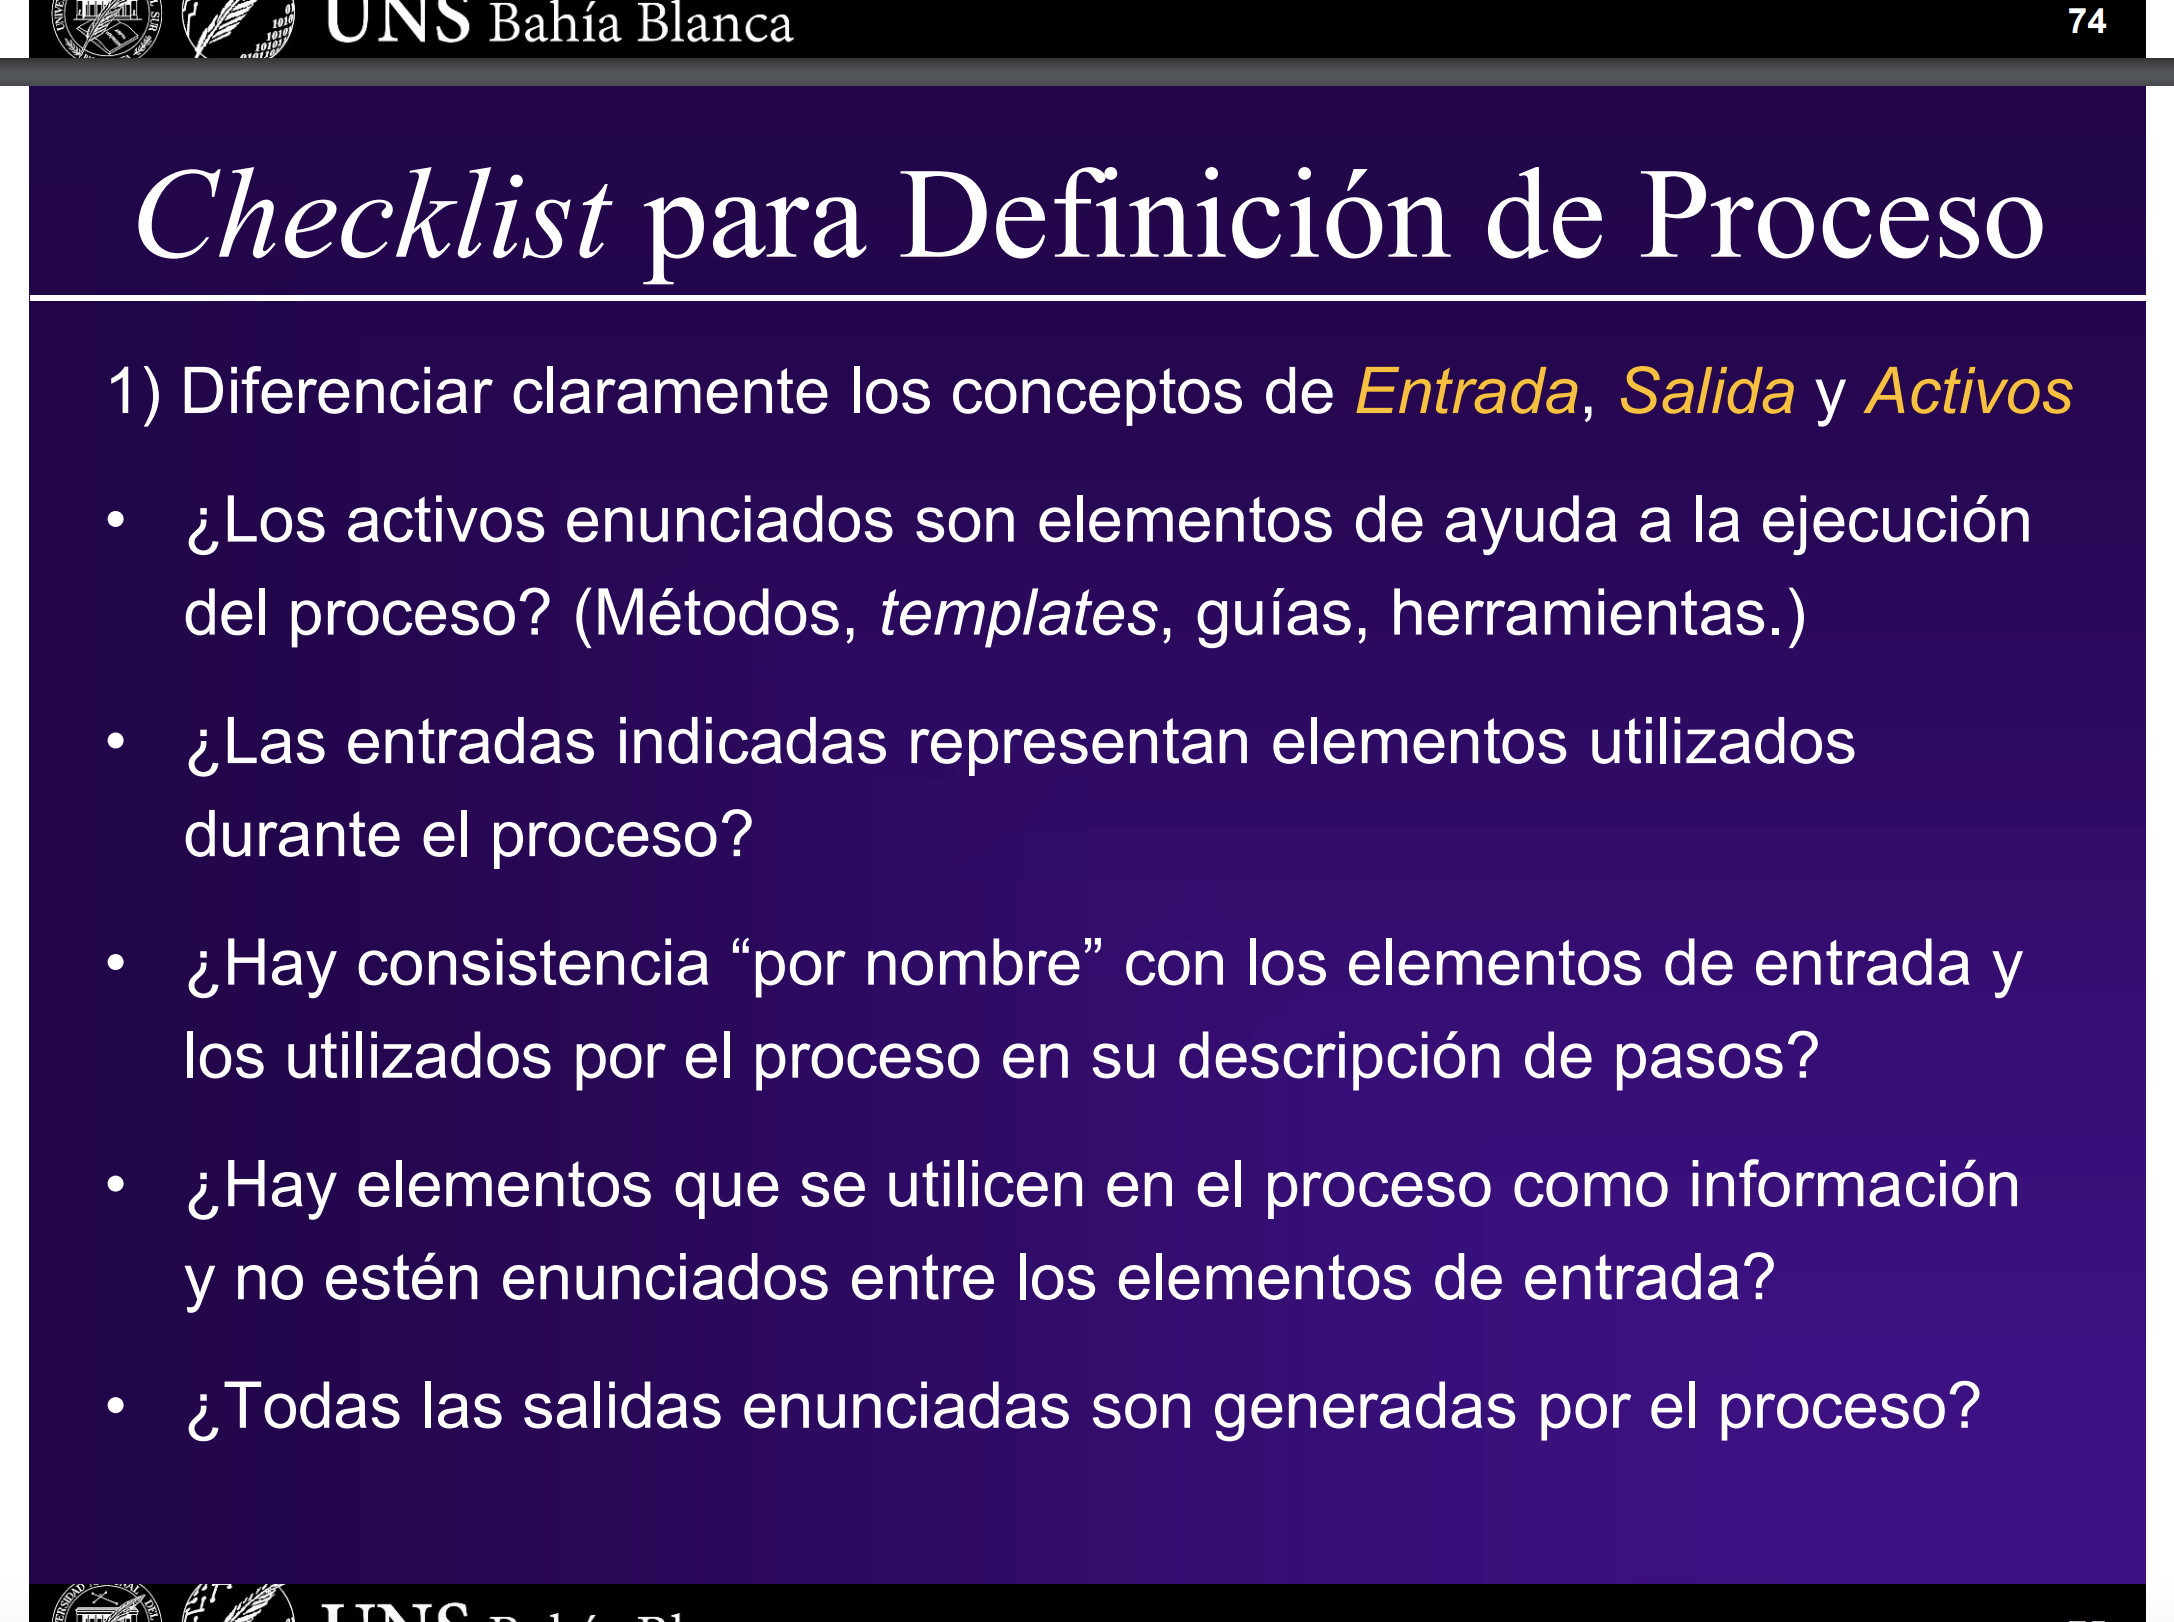 UNS Bahía Blanca
74
Checklist para Definición de Proceso
1) Diferenciar claramente los conceptos de Entrada, Salida y Activos
• ¿Los activos enunciados son elementos de ayuda a la ejecución
del proceso? (Métodos, templates, guías, herramientas.)
• ¿Las entradas indicadas representan elementos utilizados
durante el proceso?
• ¿Hay consistencia “por nombre” con los elementos de entrada y
los utilizados por el proceso en su descripción de pasos?
• ¿Hay elementos que se utilicen en el proceso como información
y no estén enunciados entre los elementos de entrada?
• ¿Todas las salidas enunciadas son generadas por el proceso?
UNS Bahía Blanca